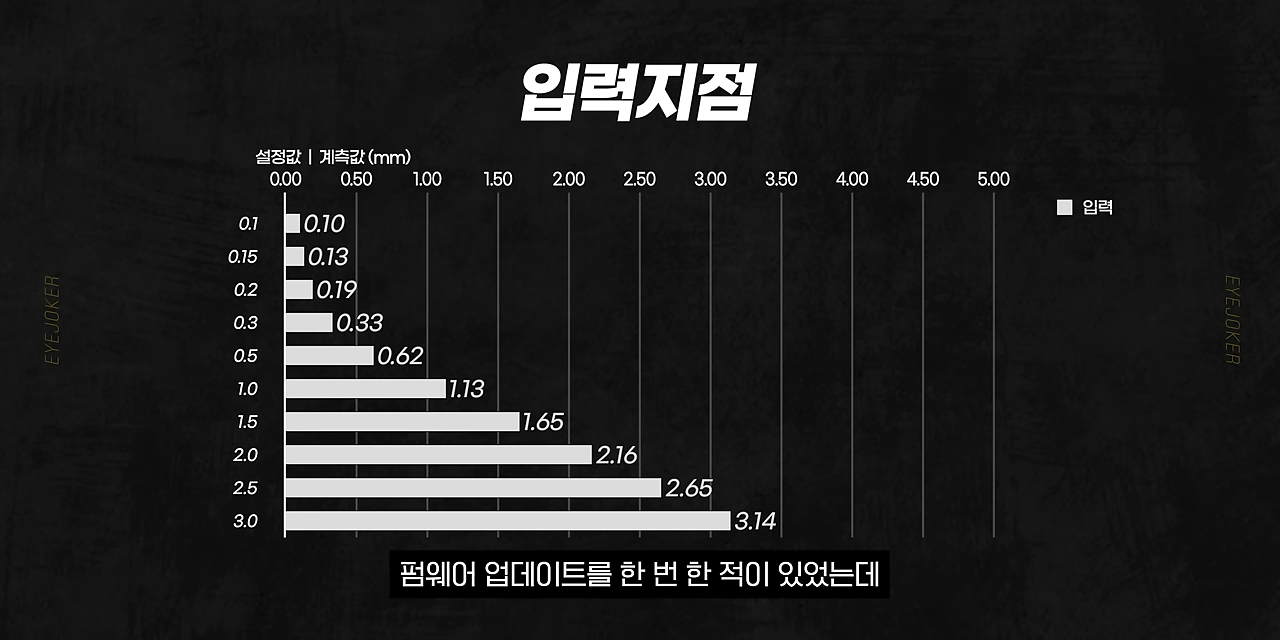 입력지점
설정값 | 계측값 (mm)
0.00 0.50 1.00 1.50 2.00 2.50 3.00 3.50 4.00 4.50 5.00
입력
0.1 0.10
0.15 0.13
0.2 0.19
0.3 0.33
0.5 0.62
1.0 1.13
1.5 1.65
2.0 2.16
2.5 2.65
3.0 3.14
EYEJOKER
EYEJOKER
펌웨어 업데이트를 한 번 한 적이 있었는데